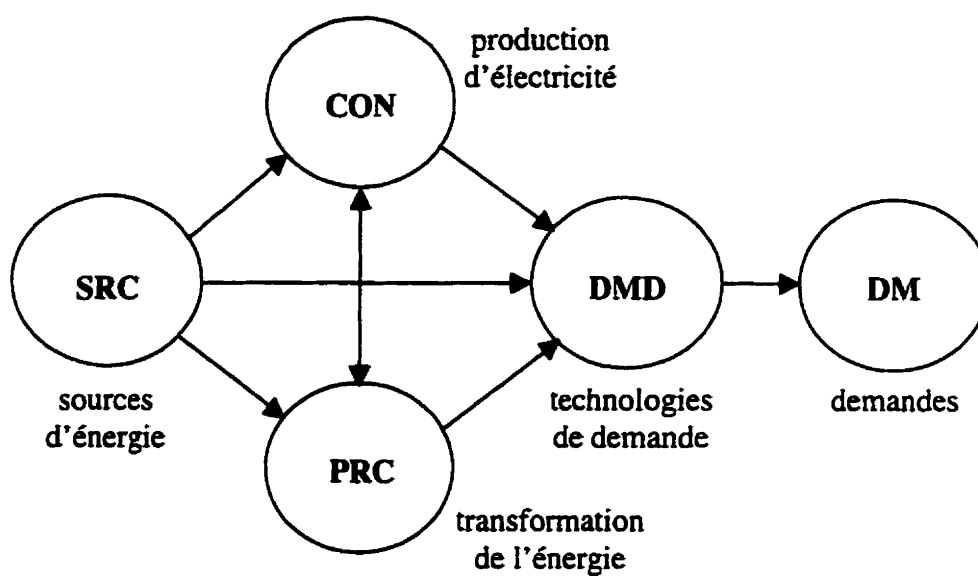 production
d'électricité
CON
SRC
DMD
DM
sources
d'énergie
technologies
de demande
demandes
PRC
transformation
de l'énergie